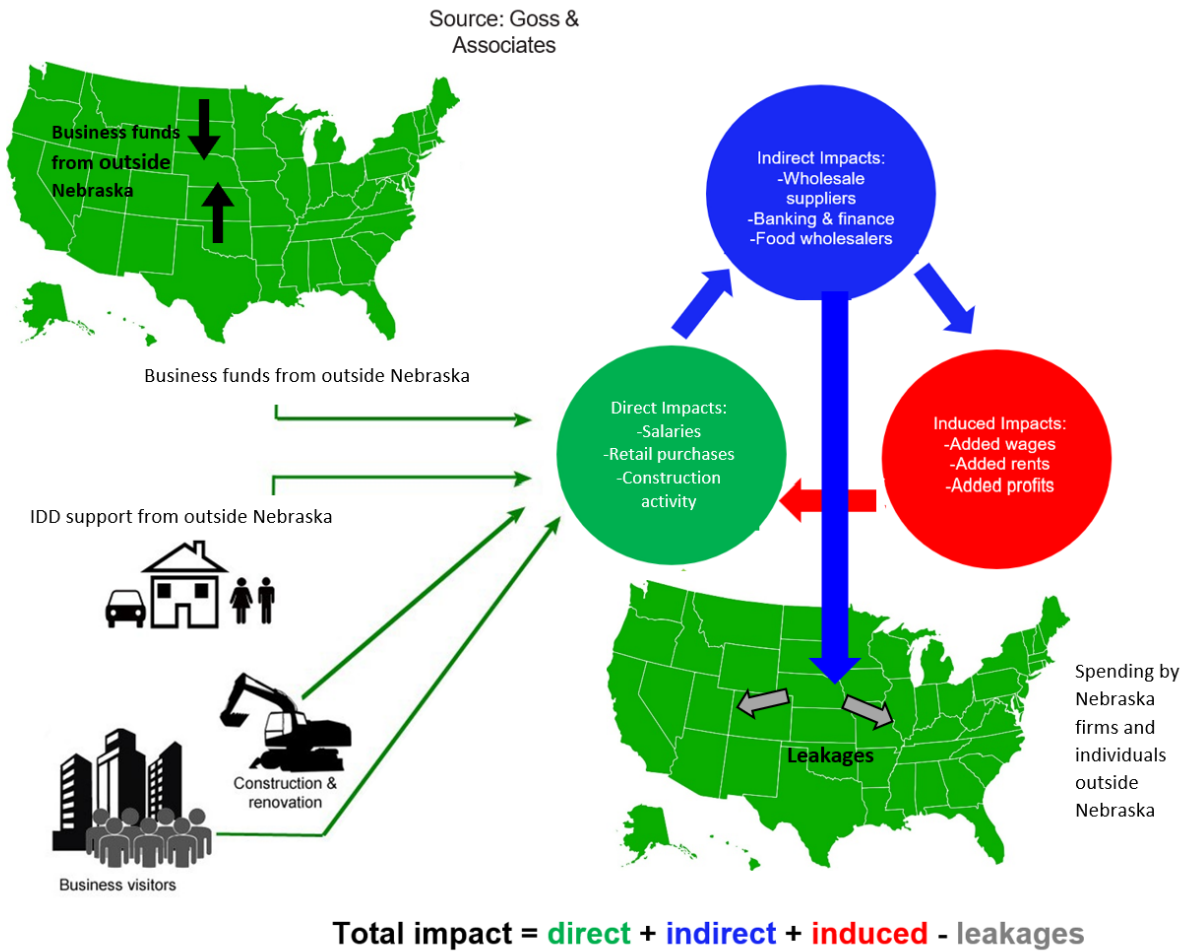 Source: Goss &
Associates
Business funds
from outside
Nebraska
Indirect Impacts:
-Wholesale
suppliers
-Banking & finance
-Food wholesalers
Business funds from outside Nebraska
Direct Impacts:
-Salaries
-Retail purchases
-Construction
activity
Induced Impacts:
-Added wages
-Added rents
-Added profits
IDD support from outside Nebraska
Construction &
renovation
Business visitors
Leakages
Spending by
Nebraska
firms and
individuals
outside
Nebraska
Total impact = direct + indirect + induced - leakages